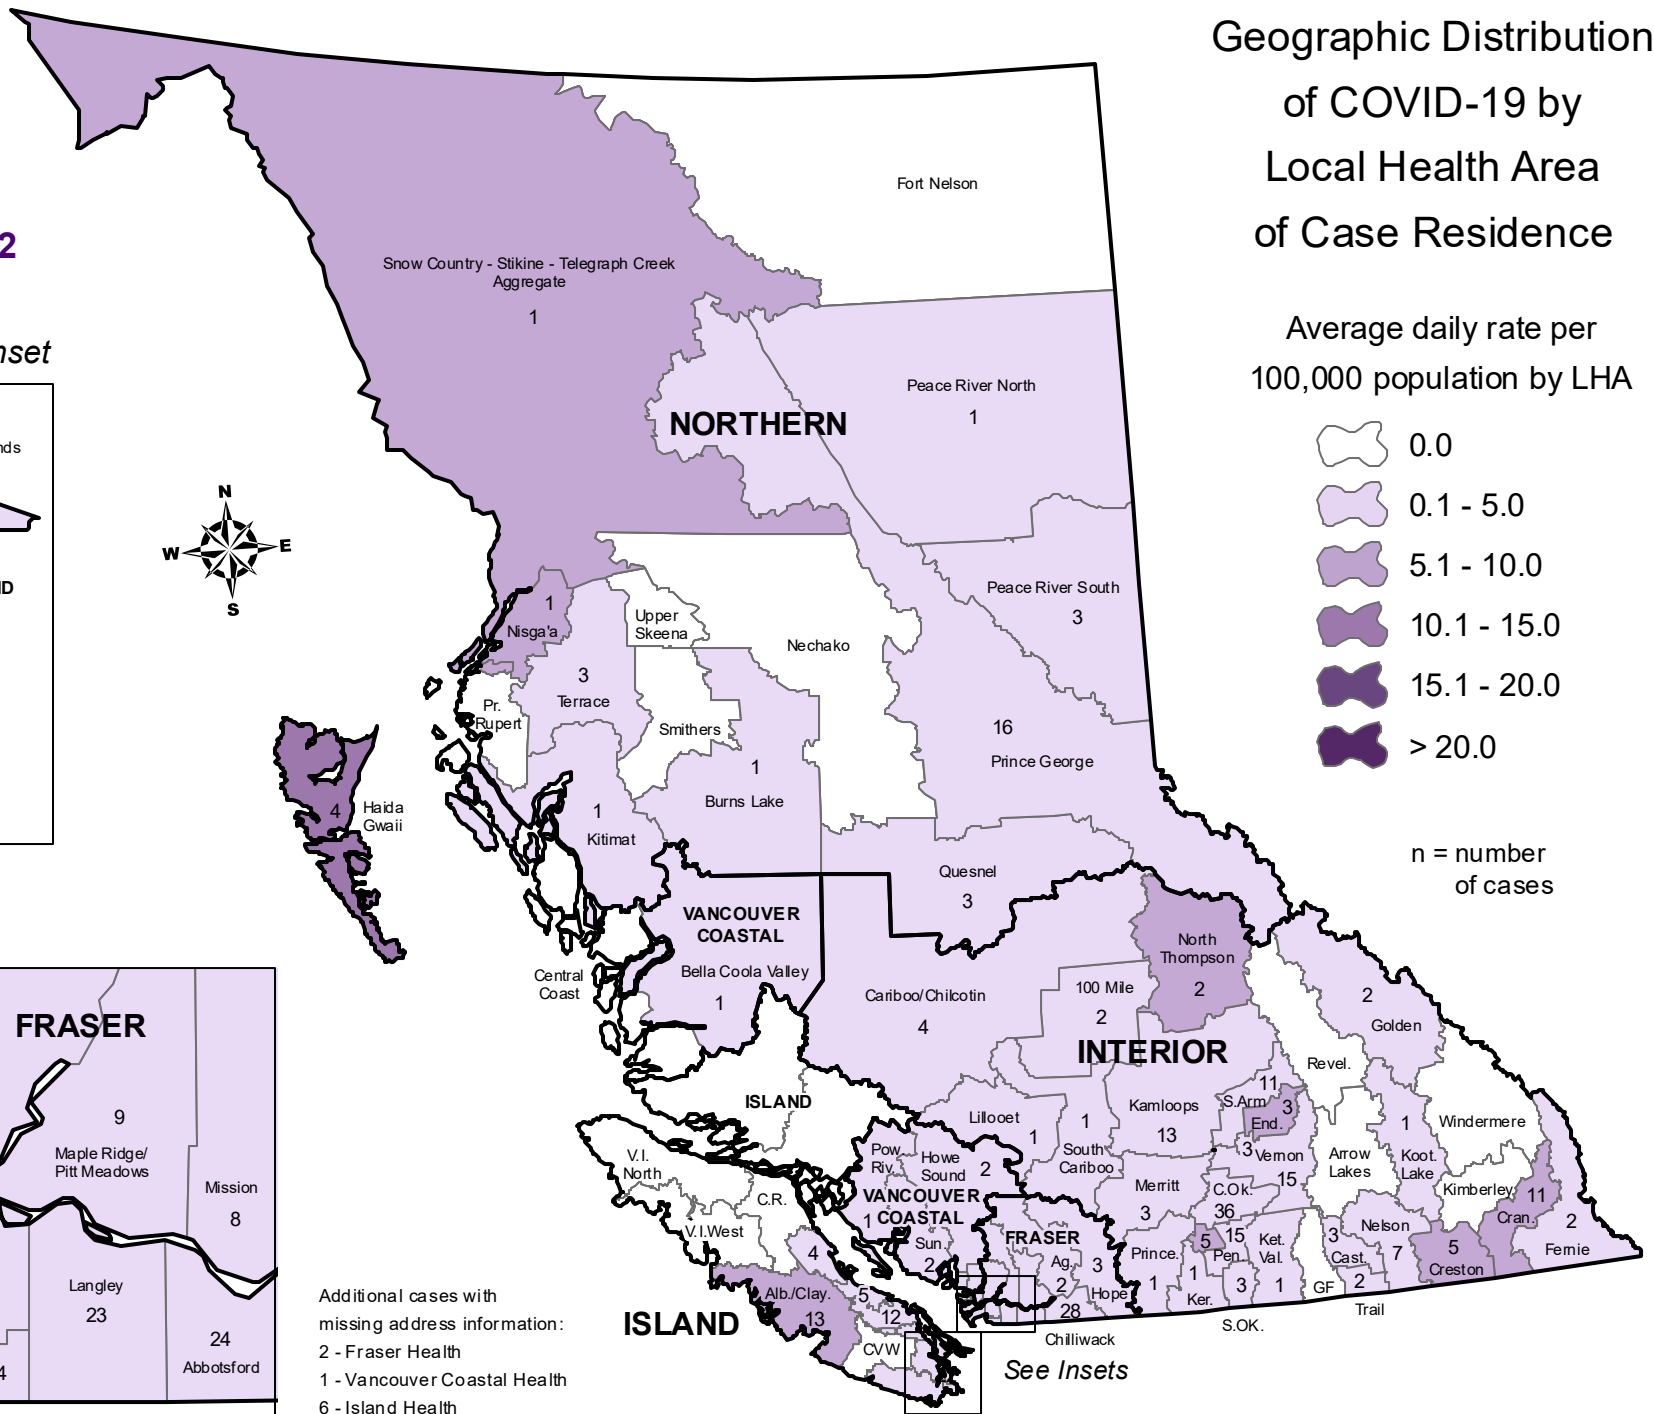 Geographic Distribution
of COVID-19 by
Local Health Area
of Case Residence
Average daily rate per
100,000 population by LHA
0.0
0.1 - 5.0
5.1 - 10.0
10.1 - 15.0
15.1 - 20.0
> 20.0
n = number
of cases
2
nset
nds
ID
N
W
E
S
Fort Nelson
Snow Country - Stikine - Telegraph Creek
Aggregate
1
Peace River North
1
NORTHERN
Peace River South
3
1
Nisga'a
Upper
Skeena
Nechako
3
Terrace
Pr.
Rupert
Smithers
16
Prince George
1
Burns Lake
4
Haida
Gwaii
1
Kitimat
Quesnel
3
VANCOUVER
COASTAL
Bella Coola Valley
1
Central
Coast
Cariboo/Chilcotin
4
100 Mile
2
North
Thompson
2
INTERIOR
2
Golden
Revel.
ISLAND
Lillooet
1
1
South
Cariboo
Kamloops
13
11
S.Arm
3
End.
3
Vernon
15
1
Koot.
Lake
Windermere
Arrow
Lakes
Kimberley
11
Cran.
2
Fernie
V.I.
North
C.R.
V.I.West
4
Pow.
Riv.
1
Howe
Sound
2
VANCOUVER
COASTAL
Sun.
2
FRASER
Ag.
2
3
Hope
28
Chilliwack
Merritt
3
C.Ok.
36
Prince.
1
5
15
Pen.
1
Ker.
3
S.OK.
Ket.
Val.
1
GF
3
Cast.
2
Trail
Nelson
7
5
Creston
Alb./Clay.
13
5
12
CVW
ISLAND
See Insets
FRASER
9
Maple Ridge/
Pitt Meadows
Mission
8
Langley
23
24
Abbotsford
4
Additional cases with
missing address information:
2 - Fraser Health
1 - Vancouver Coastal Health
6 - Island Health